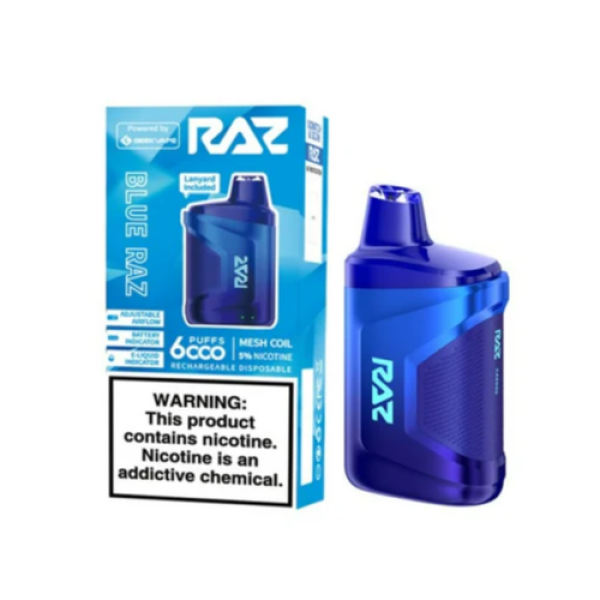 Powered by
GEEKVAPE
RAZ
Lanyard
Included
BLUE RAZ
RAZ
ADJUSTABLE
AIRFLOW
BATTERY
INDICATOR
E-LIQUID
INDICATOR
PUFFS
6000
MESH COIL
5% NICOTINE
RECHARGEABLE DISPOSABLE
WARNING:
This product
contains nicotine.
Nicotine is an
addictive chemical.
RAZ
RAZ